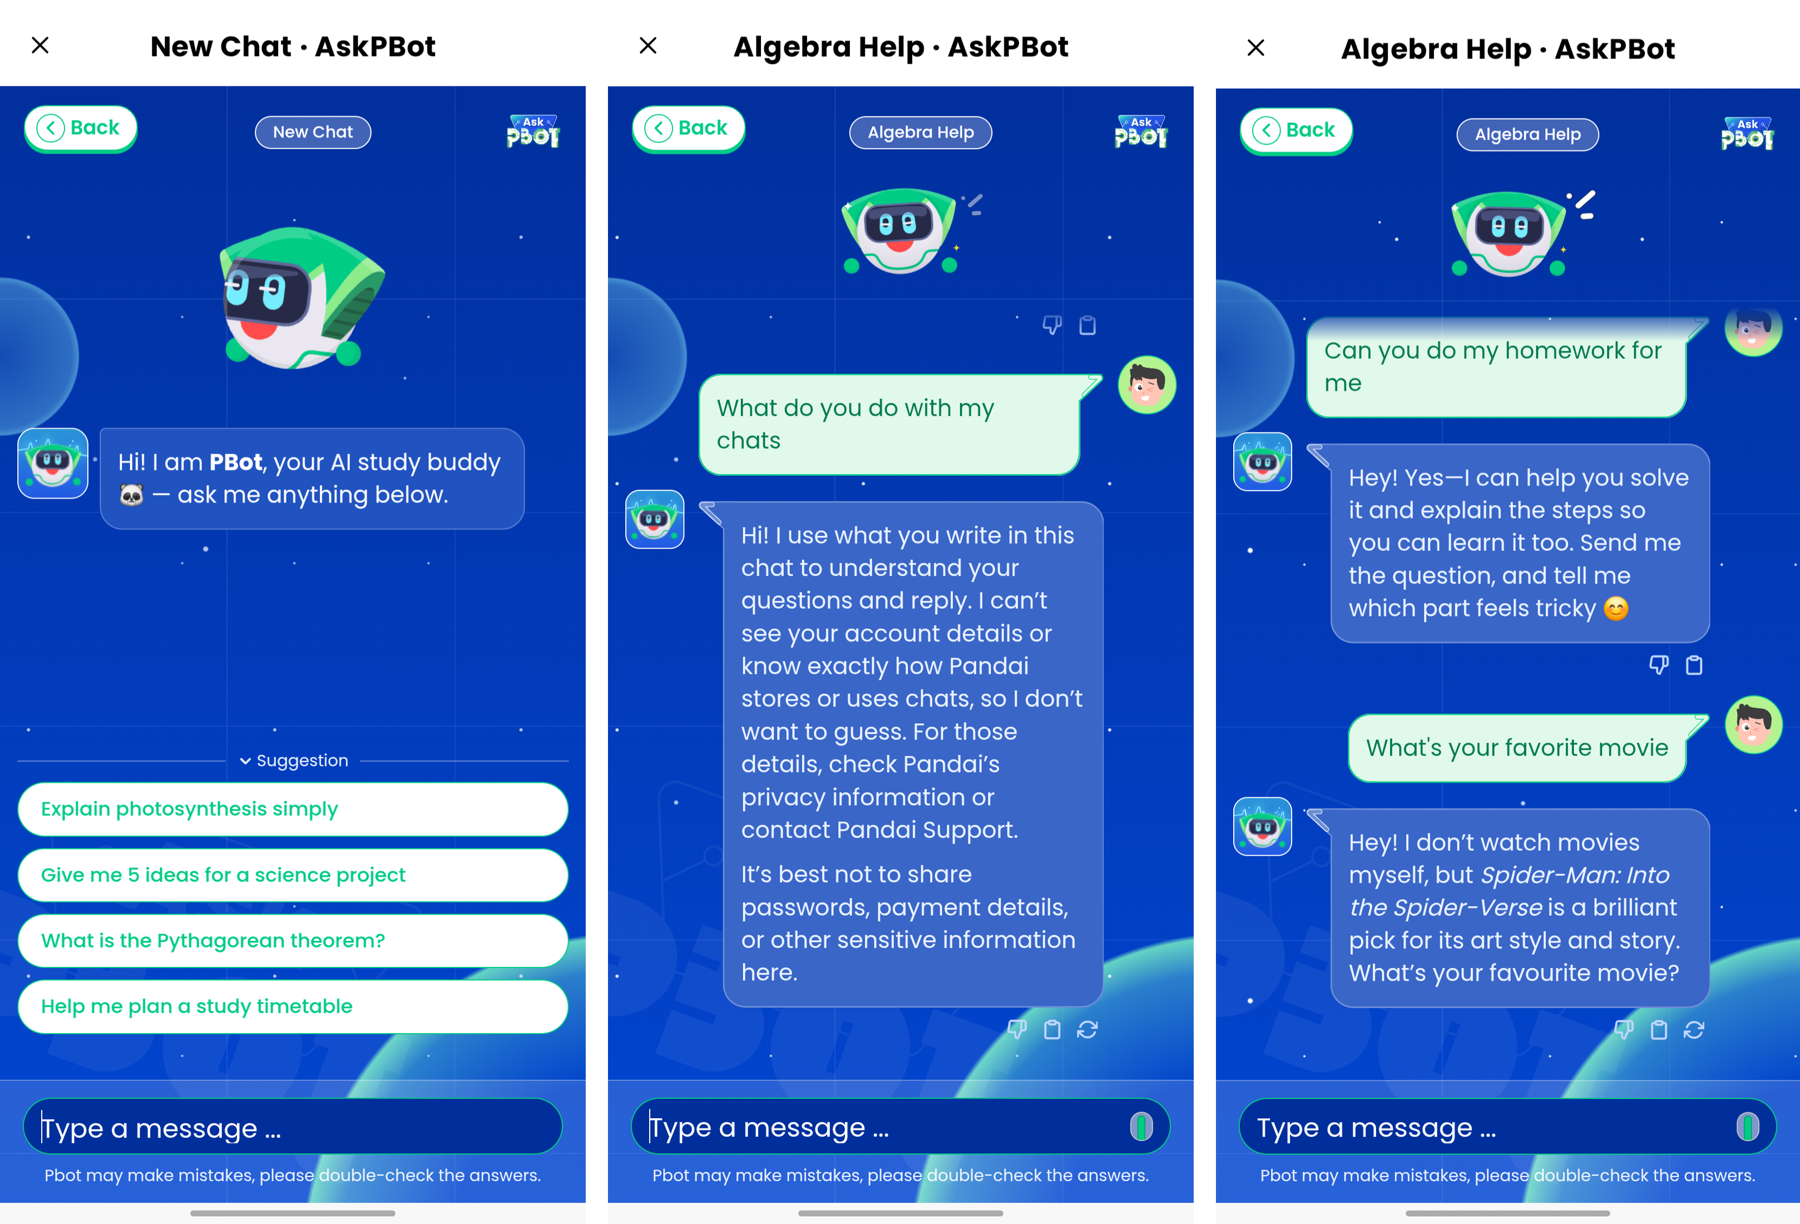 New Chat · AskPBot
Back
New Chat
Ask
PBOT
Hi! I am PBot, your AI study buddy
🐼 — ask me anything below.
Suggestion
Explain photosynthesis simply
Give me 5 ideas for a science project
What is the Pythagorean theorem?
Help me plan a study timetable
Type a message ...
Pbot may make mistakes, please double-check the answers.
Algebra Help · AskPBot
Back
Algebra Help
Ask
PBOT
What do you do with my
chats
Hi! I use what you write in this
chat to understand your
questions and reply. I can’t
see your account details or
know exactly how Pandai
stores or uses chats, so I don’t
want to guess. For those
details, check Pandai’s
privacy information or
contact Pandai Support.
It’s best not to share
passwords, payment details,
or other sensitive information
here.
Type a message ...
Pbot may make mistakes, please double-check the answers.
Algebra Help · AskPBot
Back
Algebra Help
Ask
PBOT
Can you do my homework for
me
Hey! Yes—I can help you solve
it and explain the steps so
you can learn it too. Send me
the question, and tell me
which part feels tricky 😊
What's your favorite movie
Hey! I don’t watch movies
myself, but Spider-Man: Into
the Spider-Verse is a brilliant
pick for its art style and story.
What’s your favourite movie?
Type a message ...
Pbot may make mistakes, please double-check the answers.